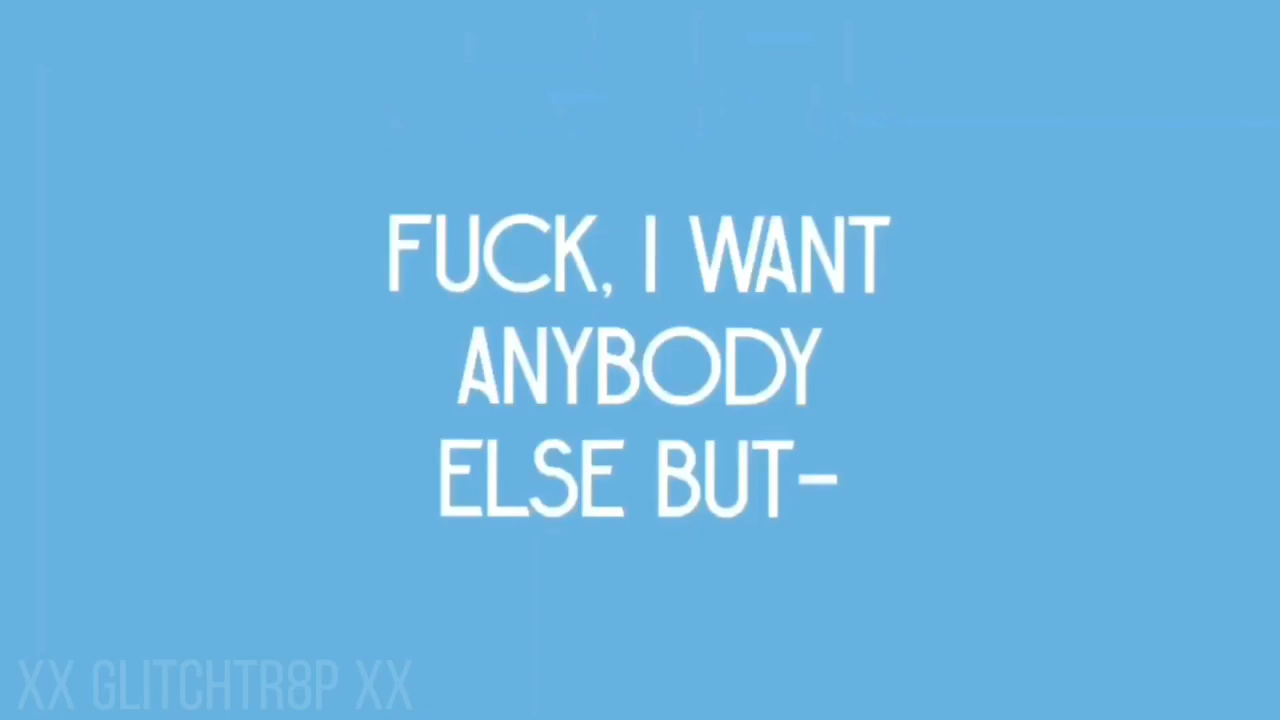 FUCK, I WANT
ANYBODY
ELSE BUT-
XX GLITCHTR8P XX